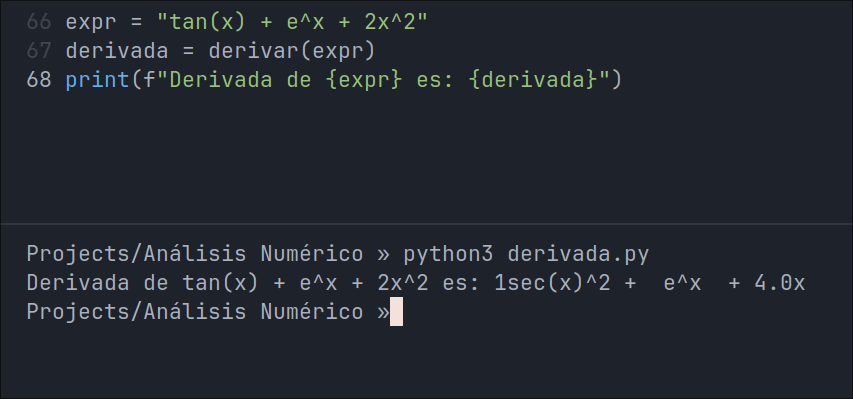 66 expr = "tan(x) + e^x + 2x^2"
67 derivada = derivar(expr)
68 print(f"Derivada de {expr} es: {derivada}")
Projects/Análisis Numérico » python3 derivada.py
Derivada de tan(x) + e^x + 2x^2 es: 1sec(x)^2 +  e^x  + 4.0x
Projects/Análisis Numérico »